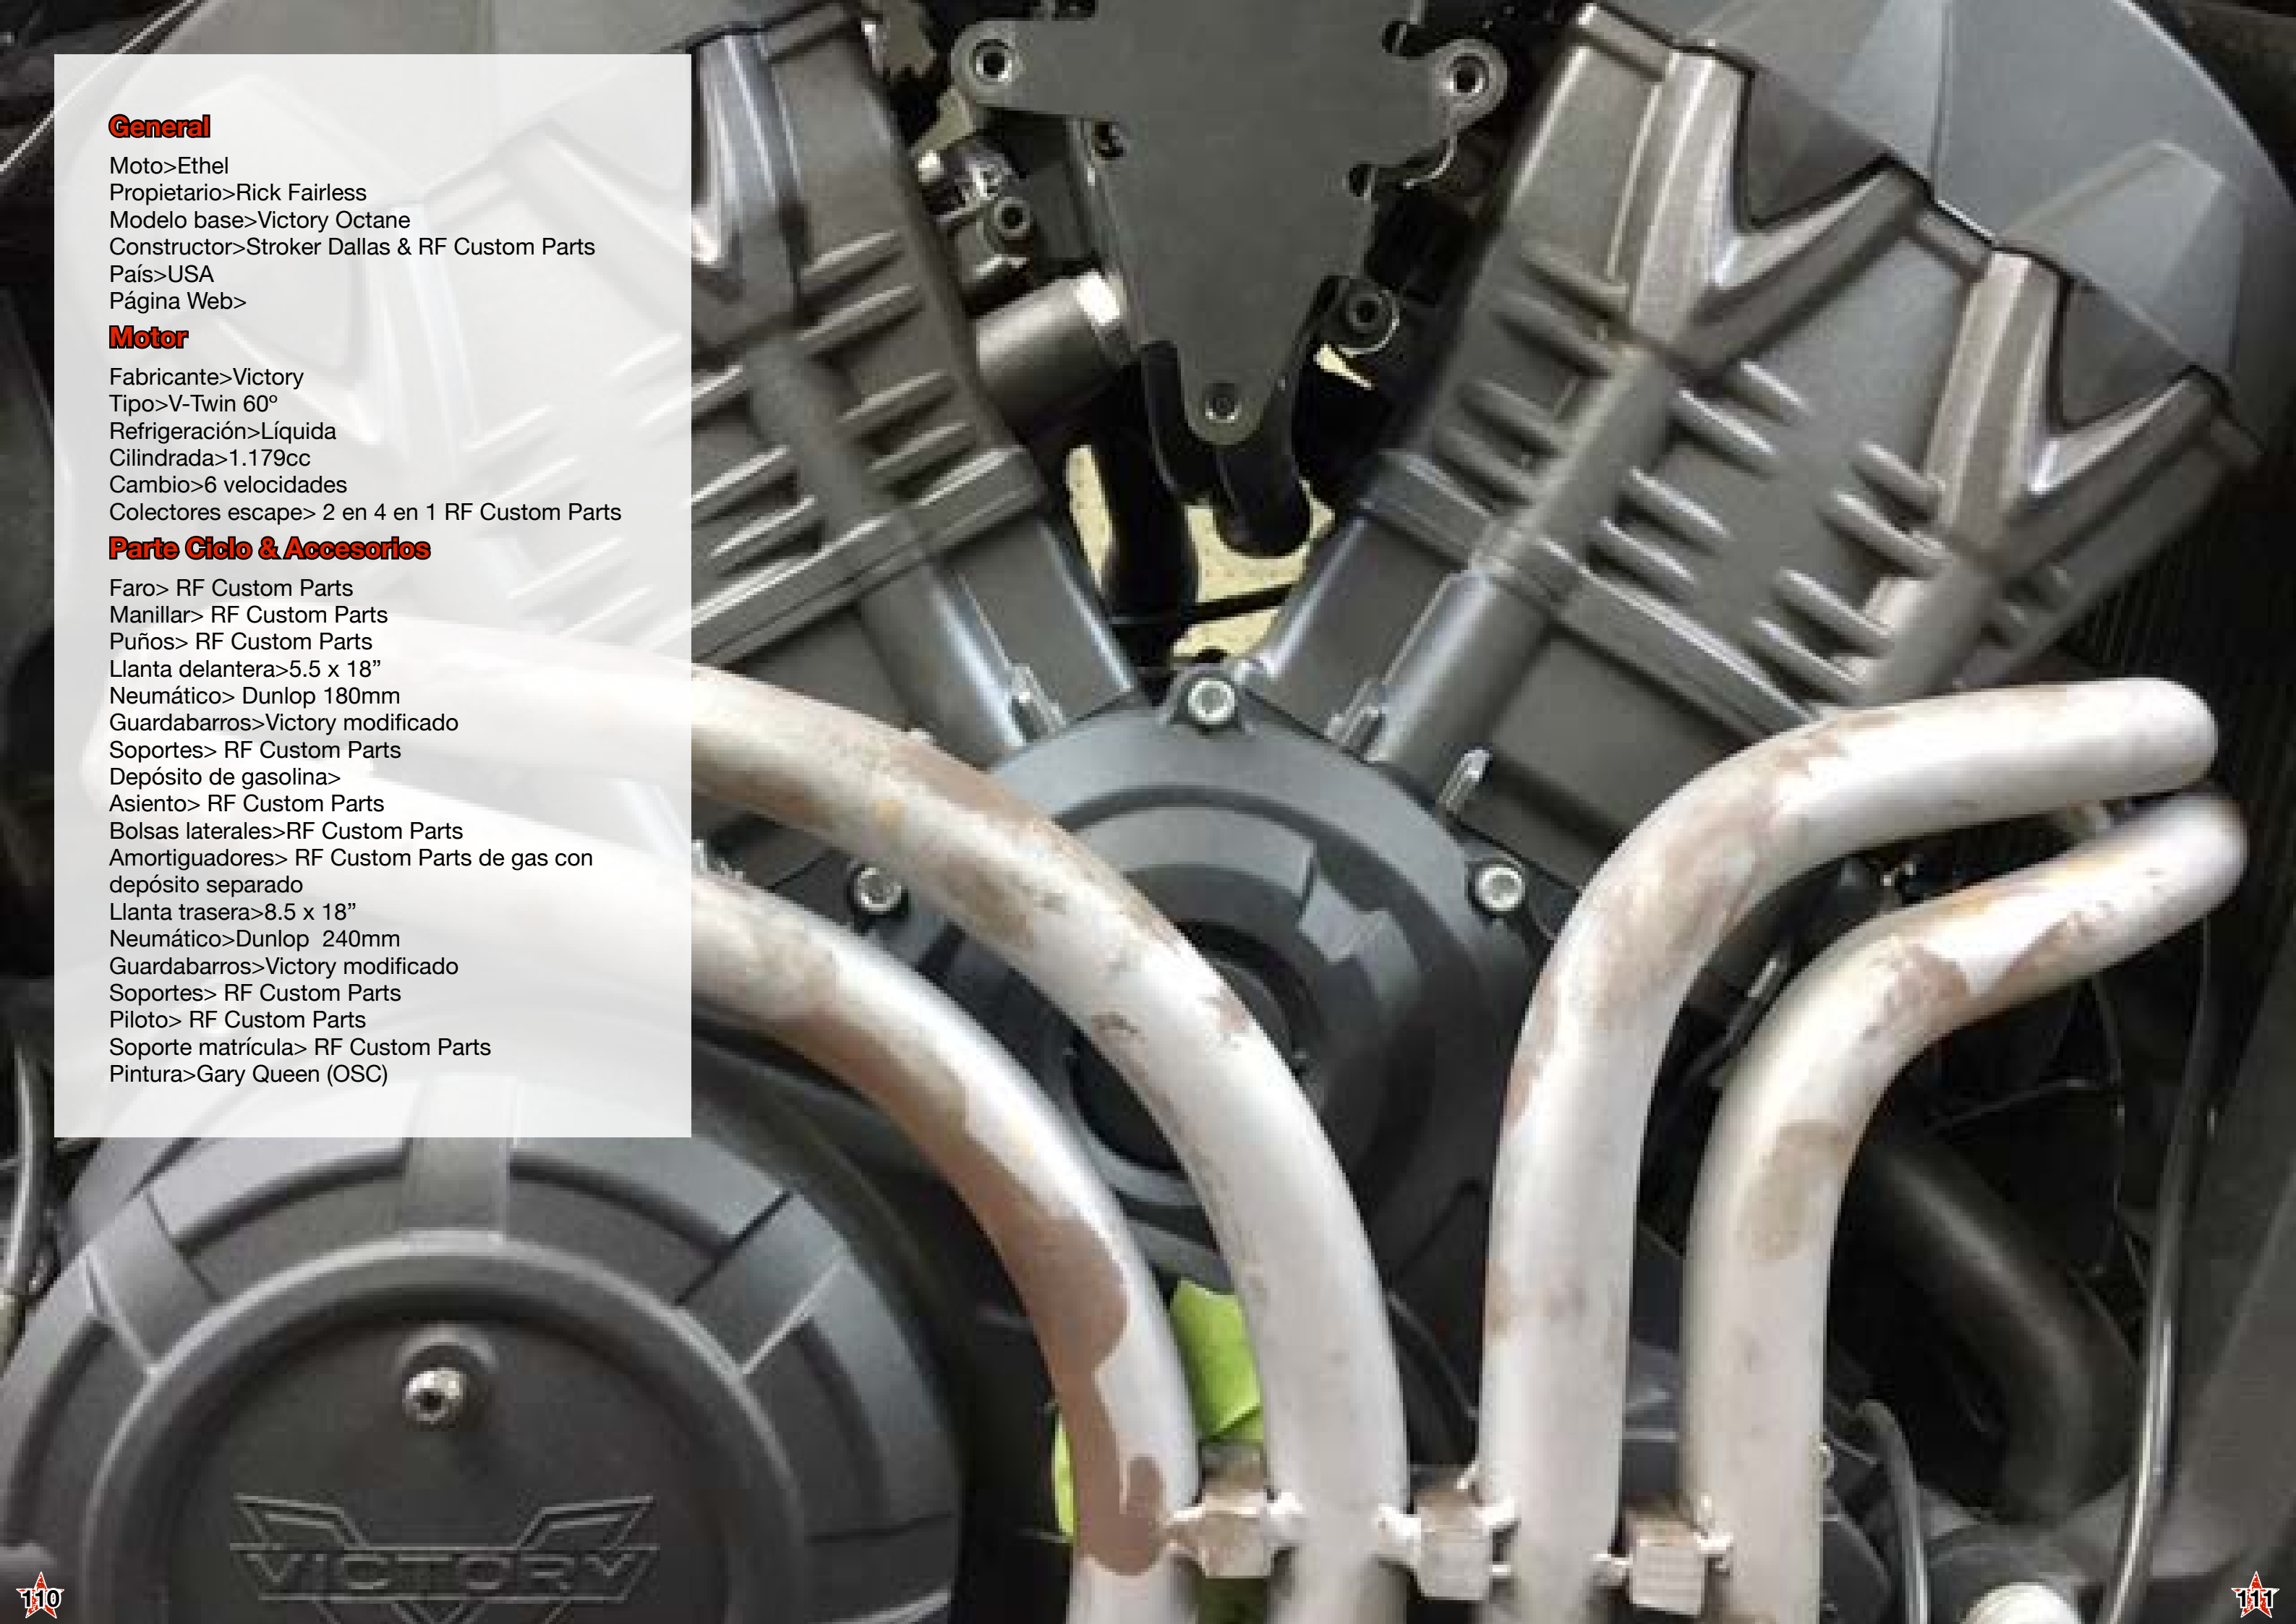 General
Moto>Ethel
Propietario>Rick Fairless
Modelo base>Victory Octane
Constructor>Stroker Dallas & RF Custom Parts
País>USA
Página Web>
Motor
Fabricante>Victory
Tipo>V-Twin 60º
Refrigeración>Líquida
Cilindrada>1.179cc
Cambio>6 velocidades
Colectores escape> 2 en 4 en 1 RF Custom Parts
Parte Ciclo & Accesorios
Faro> RF Custom Parts
Manillar> RF Custom Parts
Puños> RF Custom Parts
Llanta delantera>5.5 x 18”
Neumático> Dunlop 180mm
Guardabarros>Victory modificado
Soportes> RF Custom Parts
Depósito de gasolina>
Asiento> RF Custom Parts
Bolsas laterales>RF Custom Parts
Amortiguadores> RF Custom Parts de gas con
depósito separado
Llanta trasera>8.5 x 18”
Neumático>Dunlop  240mm
Guardabarros>Victory modificado
Soportes> RF Custom Parts
Piloto> RF Custom Parts
Soporte matrícula> RF Custom Parts
Pintura>Gary Queen (OSC)
VICTORY
110
111